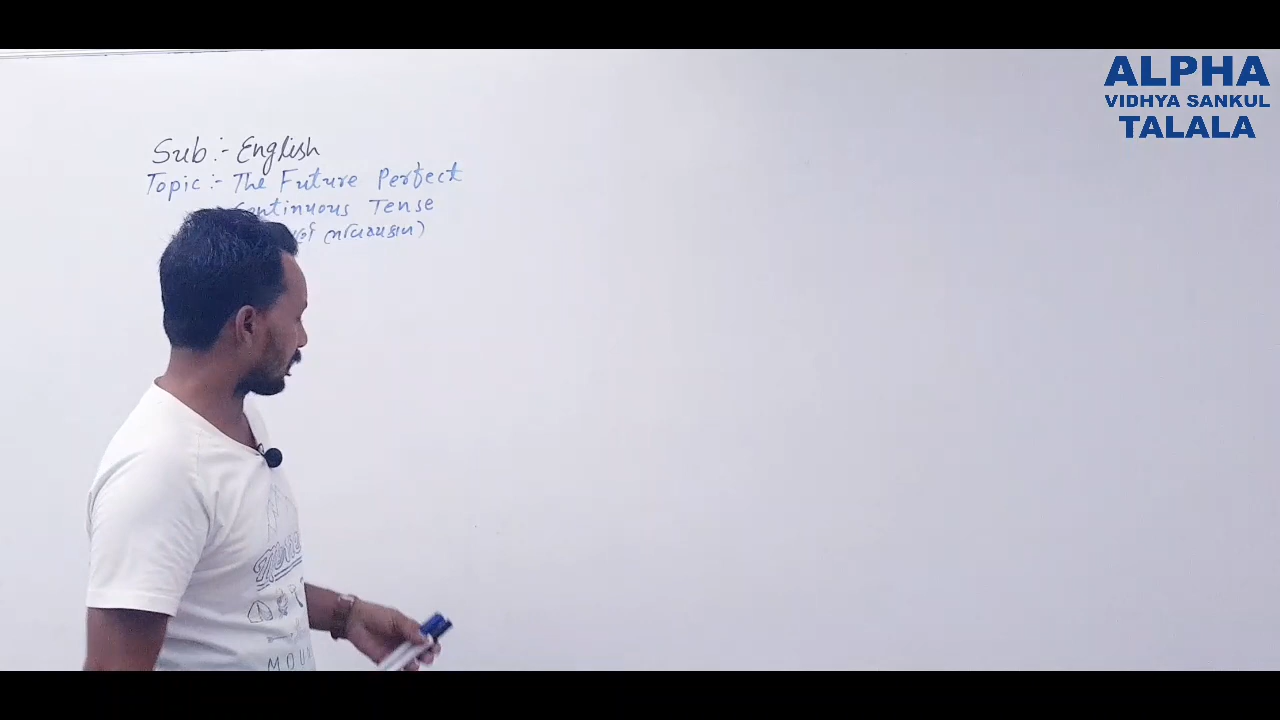 Sub :- English
Topic :- The Future Perfect
Continuous Tense
ALPHA
VIDHYA SANKUL
TALALA